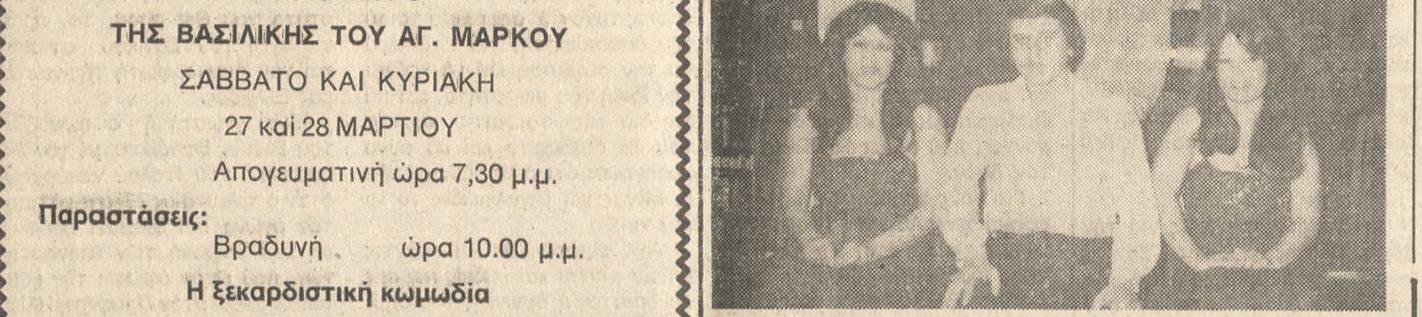 ΤΗΣ ΒΑΣΙΛΙΚΗΣ ΤΟΥ ΑΓ. ΜΑΡΚΟΥ
ΣΑΒΒΑΤΟ ΚΑΙ ΚΥΡΙΑΚΗ
27 καί 28 ΜΑΡΤΙΟΥ
Απογευματινή ώρα 7,30 μ.μ.
Παραστάσεις:
Βραδυνή . ώρα 10.00 μ.μ.
Η ξεκαρδιστική κωμωδία